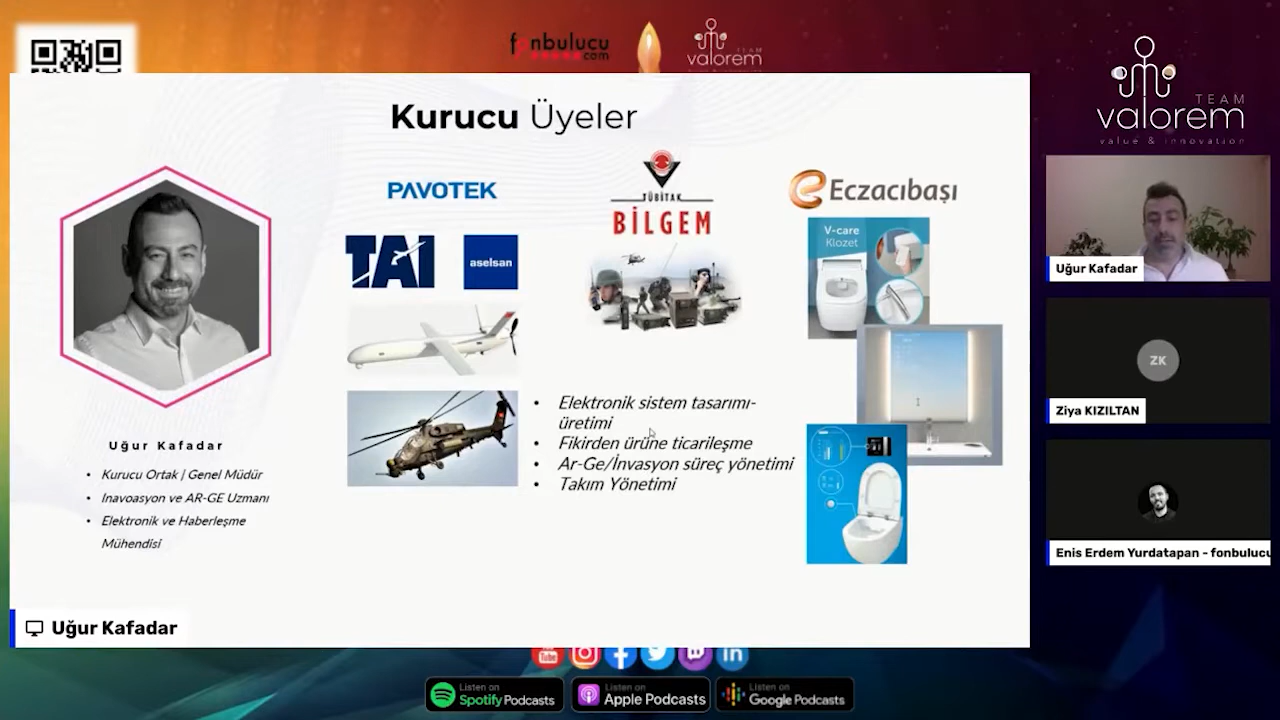 fonbulucu
.com
TEAM
valorem
TEAM
valorem
value & innovation
Kurucu Üyeler
PAVOTEK
TÜBİTAK
BİLGEM
Eczacıbaşı
TAI
aselsan
V-care
Klozet
Uğur Kafadar
• Kurucu Ortak | Genel Müdür
• Inavoasyon ve AR-GE Uzmanı
• Elektronik ve Haberleşme
Mühendisi
• Elektronik sistem tasarımı-
üretimi
• Fikirden ürüne ticarileşme
• Ar-Ge/İnvasyon süreç yönetimi
• Takım Yönetimi
Uğur Kafadar
Uğur Kafadar
ZK
Ziya KIZILTAN
Enis Erdem Yurdatapan - fonbulucu
You
Tube
in
Listen on
Spotify Podcasts
Listen on
Apple Podcasts
Listen on
Google Podcasts